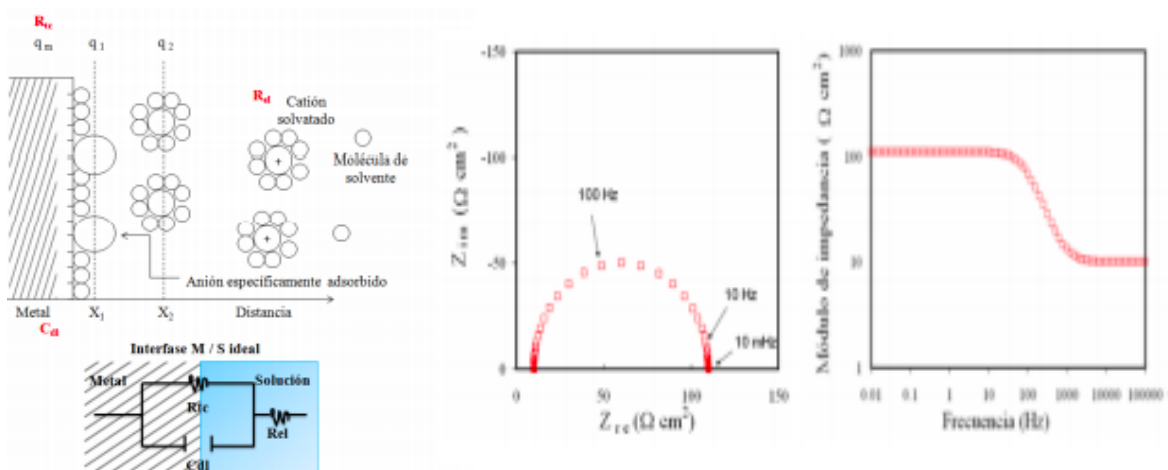 Rtc
qm q1 q2
Rel
Catión
solvatado
Molécula de
solvente
Anión específicamente adsorbido
Metal X1 X2 Distancia
Cdl
Interfase M / S ideal
Metal Solución
Rtc
Rel
Cdl
Zim (Ω cm²)
-150
-100
-50
0
100 Hz
10 Hz
10 mHz
0 50 100 150
Zre (Ω cm²)
Módulo de impedancia ( Ω cm²)
1000
100
10
1
0.01 0.1 1 10 100 1000 10000 100000
Frecuencia (Hz)